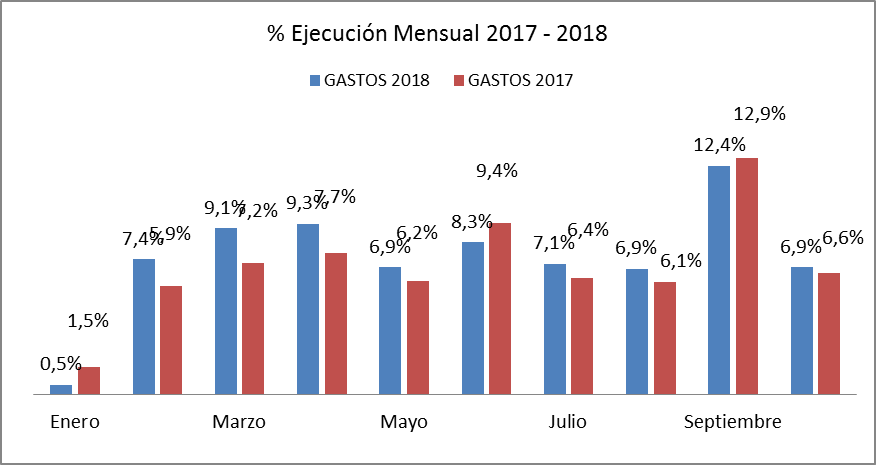 % Ejecución Mensual 2017 - 2018
GASTOS 2018 GASTOS 2017
0,5% 1,5% 7,4% 5,9% 9,1% 7,2% 9,3% 7,7% 6,9% 6,2% 8,3% 9,4% 7,1% 6,4% 6,9% 6,1% 12,4% 12,9% 6,9% 6,6%
Enero Marzo Mayo Julio Septiembre